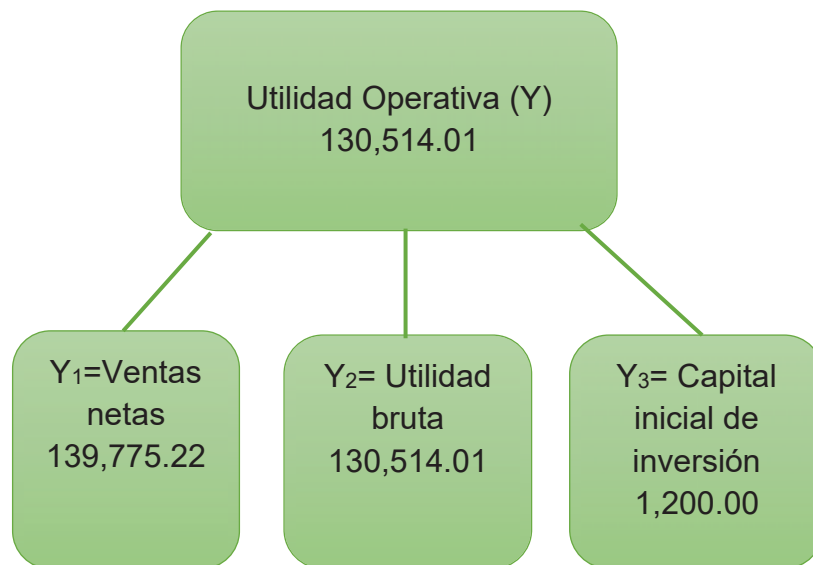 Utilidad Operativa (Y)
130,514.01
Y₁=Ventas
netas
139,775.22
Y₂= Utilidad
bruta
130,514.01
Y₃= Capital
inicial de
inversión
1,200.00